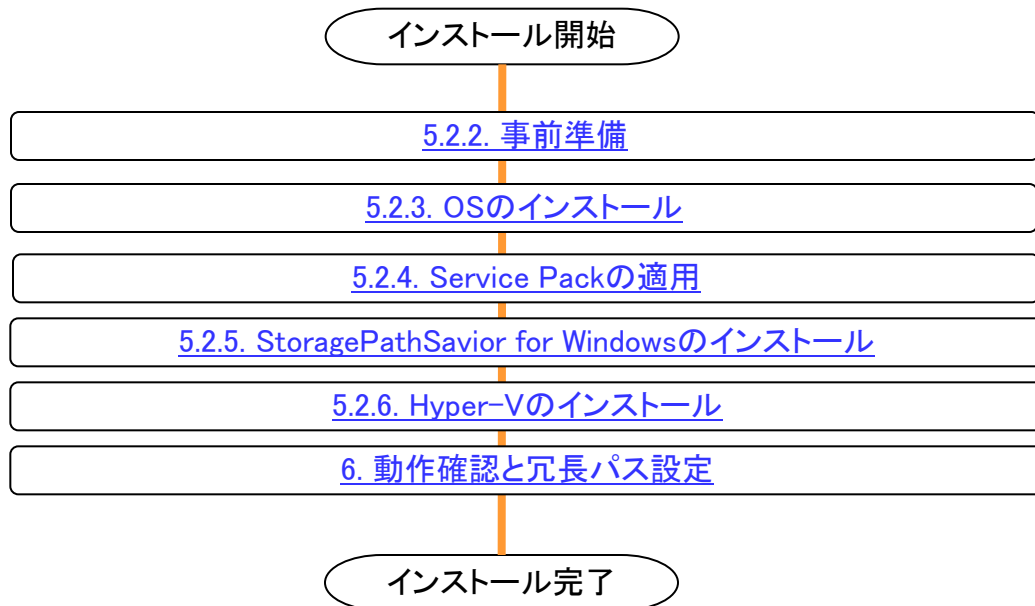 インストール開始
5.2.2. 事前準備
5.2.3. OSのインストール
5.2.4. Service Packの適用
5.2.5. StoragePathSavior for Windowsのインストール
5.2.6. Hyper-Vのインストール
6. 動作確認と冗長パス設定
インストール完了